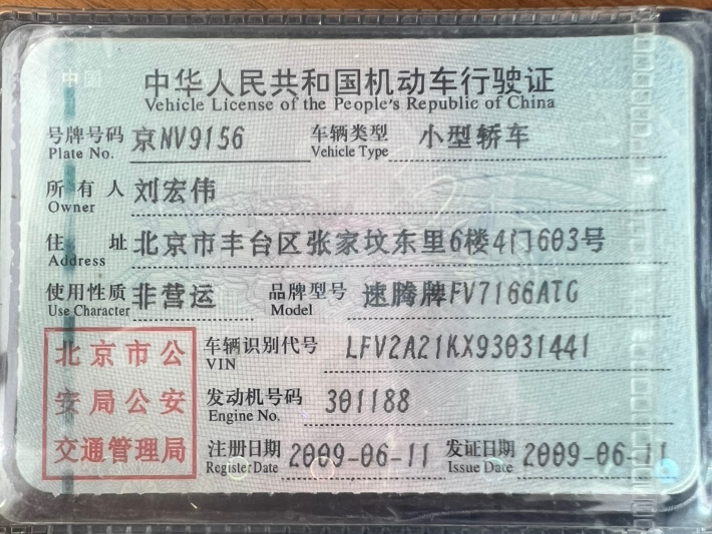 中国
中华人民共和国机动车行驶证
Vehicle License of the People's Republic of China
号牌号码 京NV9156 车辆类型 小型轿车
Plate No. Vehicle Type
所有人 刘宏伟
Owner
住址 北京市丰台区张家坟东里6楼4门603号
Address
使用性质 非营运 品牌型号 速腾牌FV7166ATG
Use Character Model
北京市公 车辆识别代号 LFV2A21KX93031441
VIN
安局公安 发动机号码 301188
Engine No.
交通管理局 注册日期 2009-06-11 发证日期 2009-06-11
Register Date Issue Date